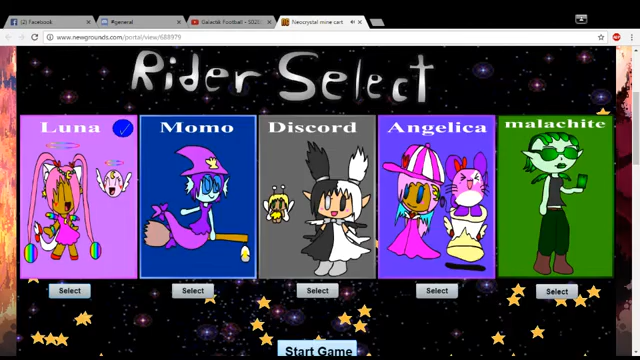 Facebook
#general
Galactik Football - 1020
Neocrystal mine cart
www.newgrounds.com/portal/view/688979
Rider Select
Luna
Momo
Discord
Angelica
malachite
Select
Select
Select
Select
Select
Start Game